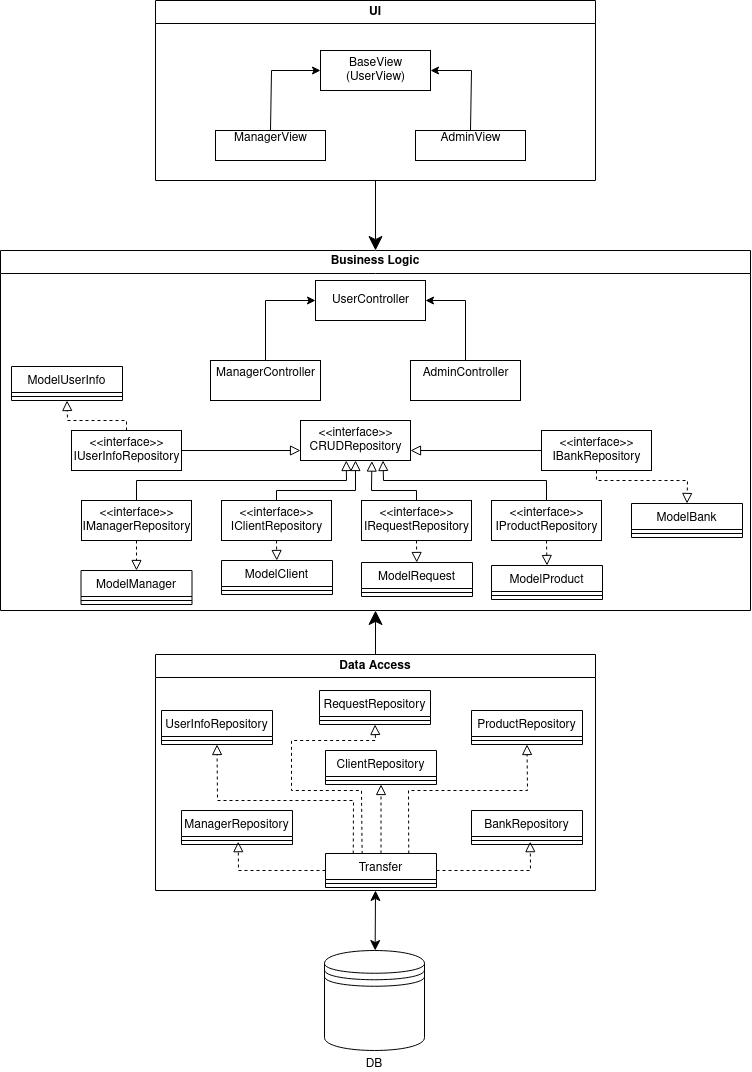 UI
BaseView
(UserView)
ManagerView
AdminView
Business Logic
UserController
ManagerController
AdminController
ModelUserInfo
<<interface>>
CRUDRepository
<<interface>>
IUserInfoRepository
<<interface>>
IBankRepository
<<interface>>
IManagerRepository
<<interface>>
IClientRepository
<<interface>>
IRequestRepository
<<interface>>
IProductRepository
ModelBank
ModelManager
ModelClient
ModelRequest
ModelProduct
Data Access
RequestRepository
UserInfoRepository
ProductRepository
ClientRepository
ManagerRepository
BankRepository
Transfer
DB